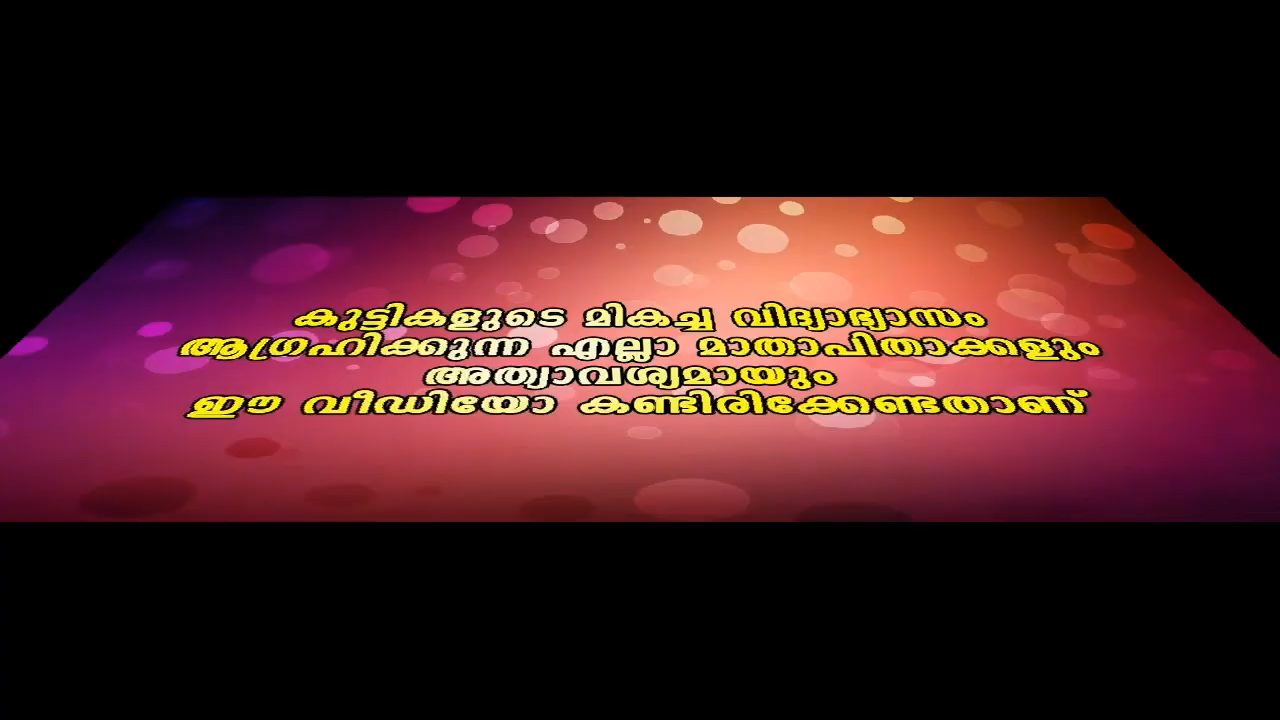 കുട്ടികളുടെ മികച്ച വിദ്യാഭ്യാസം
ആഗ്രഹിക്കുന്ന എല്ലാ മാതാപിതാക്കളും
അത്യാവശ്യമായും
ഈ വീഡിയോ കണ്ടിരിക്കേണ്ടതാണ്